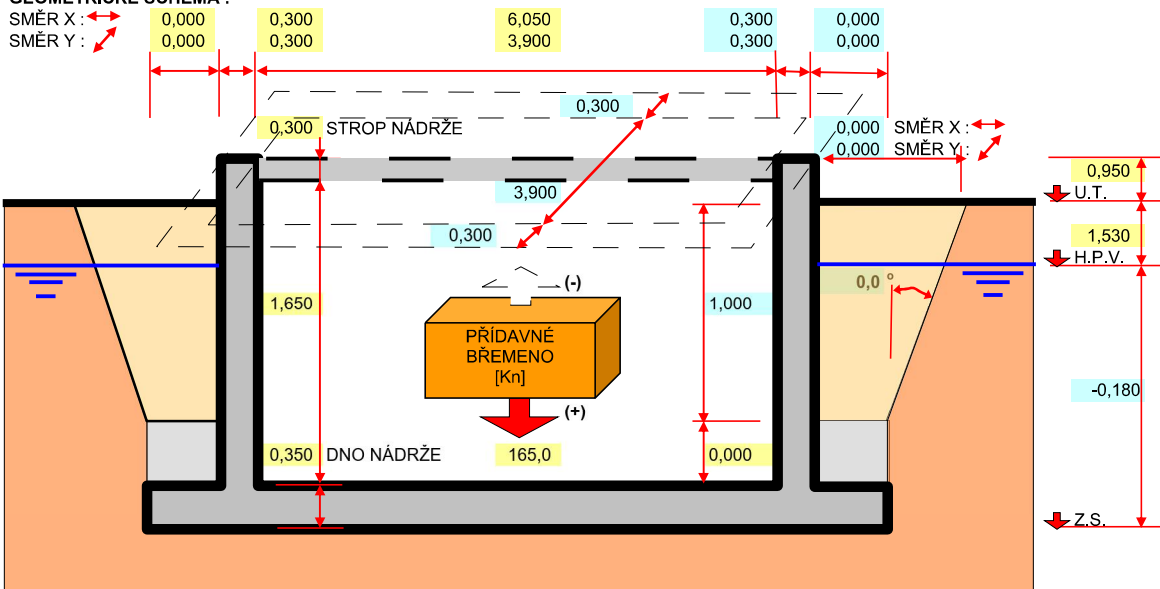 GEOMETRICKÉ SCHÉMA :
SMĚR X : 0,000 0,300 6,050 0,300 0,000
SMĚR Y : 0,000 0,300 3,900 0,300 0,000
0,300
0,300 STROP NÁDRŽE
0,000 SMĚR X :
0,000 SMĚR Y :
0,950
U.T.
3,900
0,300
1,530
H.P.V.
(-)
0,0 °
1,650
1,000
PŘÍDAVNÉ
BŘEMENO
[Kn]
-0,180
(+)
0,350 DNO NÁDRŽE 165,0 0,000
Z.S.